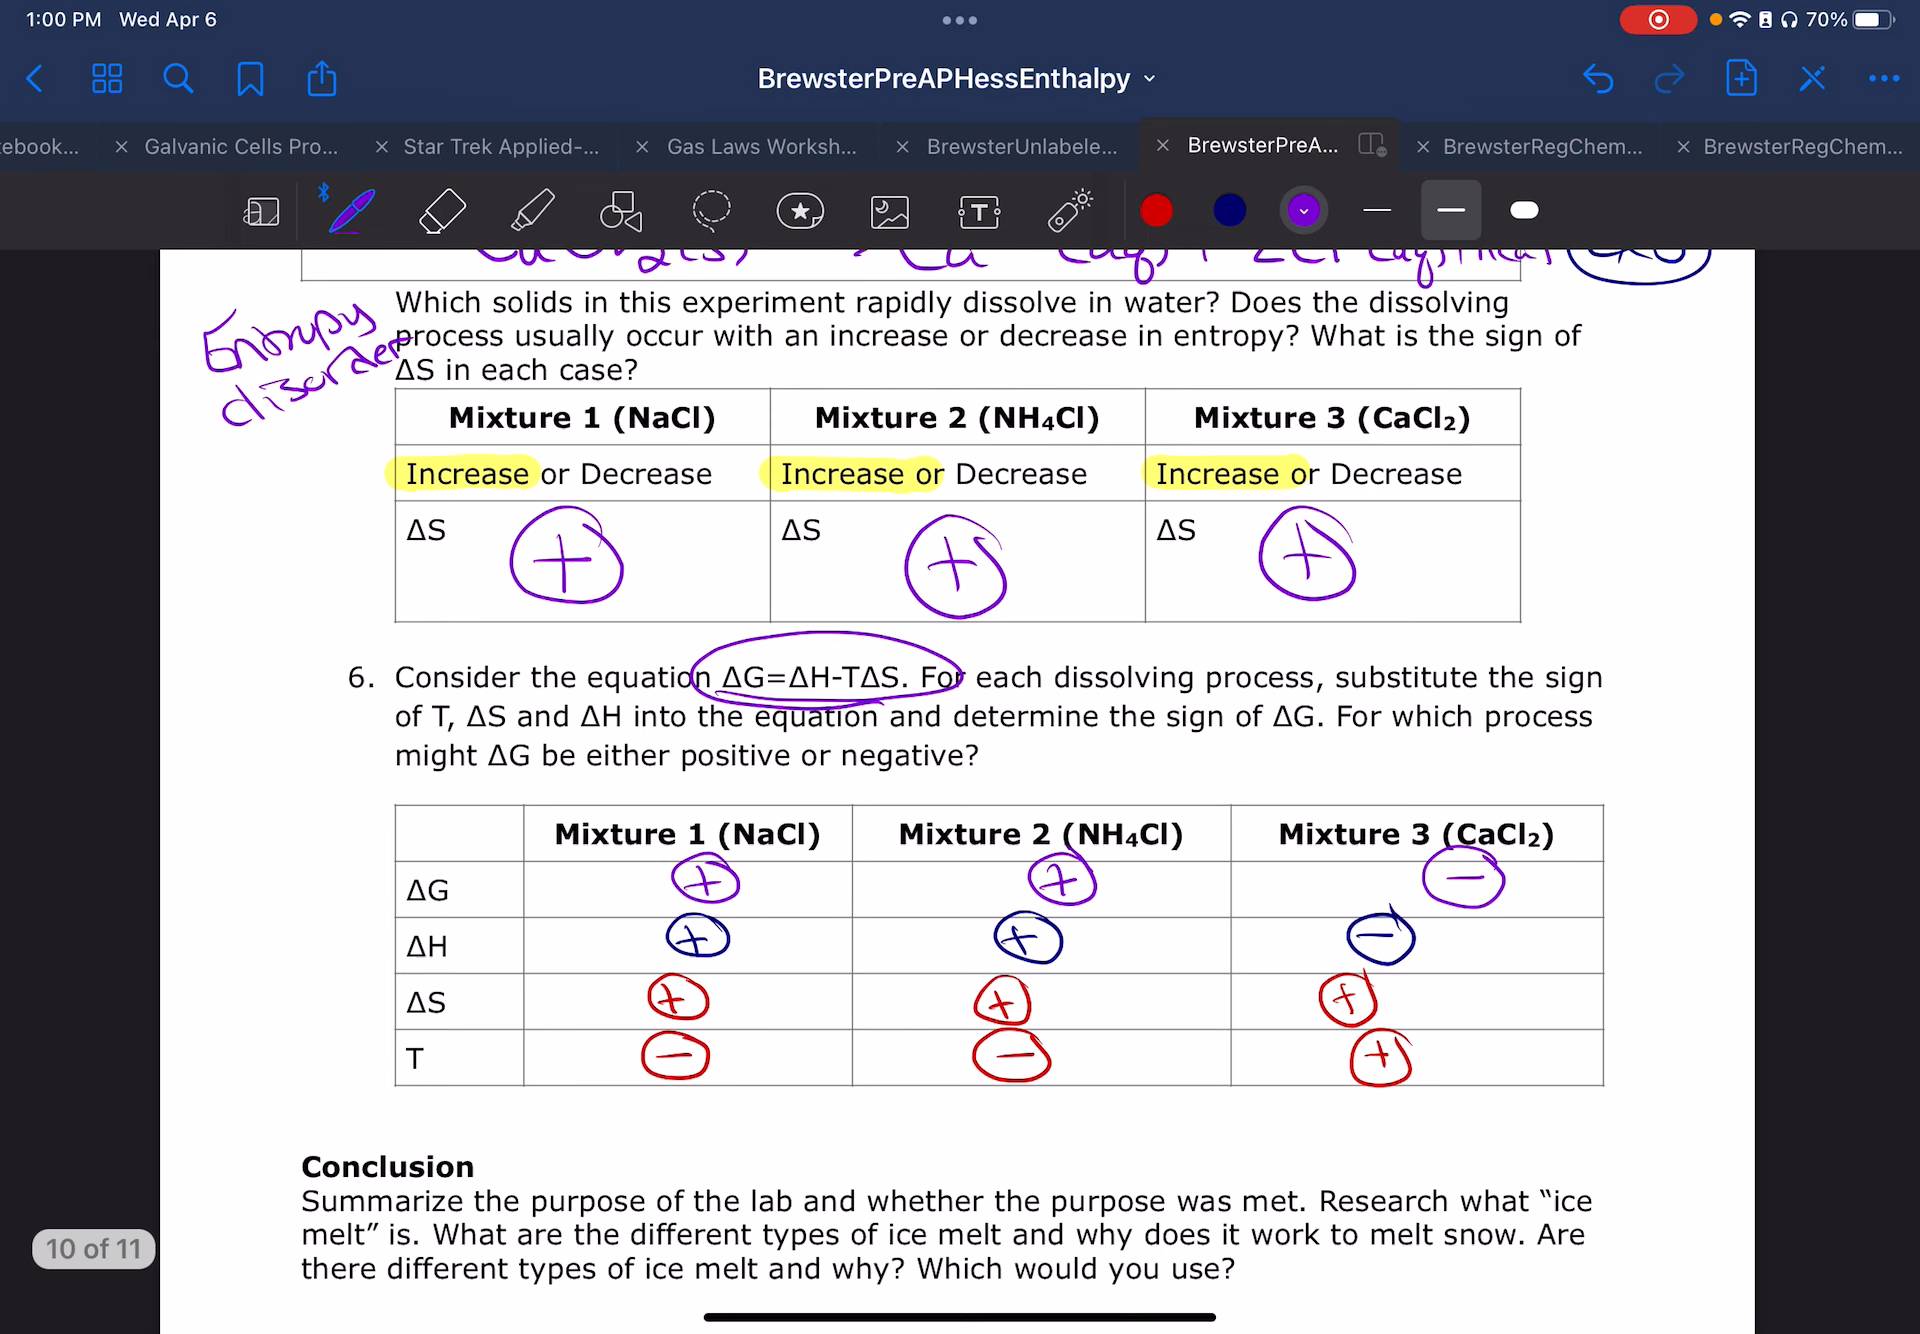 1:00 PM Wed Apr 6
70%
BrewsterPreAPHessEnthalpy
ebook...
Galvanic Cells Pro...
Star Trek Applied-...
Gas Laws Worksh...
BrewsterUnlabele...
BrewsterPreA...
BrewsterRegChem...
BrewsterRegChem...
Entropy
disorder
Which solids in this experiment rapidly dissolve in water? Does the dissolving
process usually occur with an increase or decrease in entropy? What is the sign of
ΔS in each case?
Mixture 1 (NaCl) Mixture 2 (NH₄Cl) Mixture 3 (CaCl₂)
Increase or Decrease Increase or Decrease Increase or Decrease
ΔS + ΔS + ΔS +
6. Consider the equation ΔG=ΔH-TΔS. For each dissolving process, substitute the sign
of T, ΔS and ΔH into the equation and determine the sign of ΔG. For which process
might ΔG be either positive or negative?
Mixture 1 (NaCl) Mixture 2 (NH₄Cl) Mixture 3 (CaCl₂)
ΔG + + −
ΔH + + −
ΔS + + +
T − − +
Conclusion
Summarize the purpose of the lab and whether the purpose was met. Research what “ice
melt” is. What are the different types of ice melt and why does it work to melt snow. Are
there different types of ice melt and why? Which would you use?
10 of 11